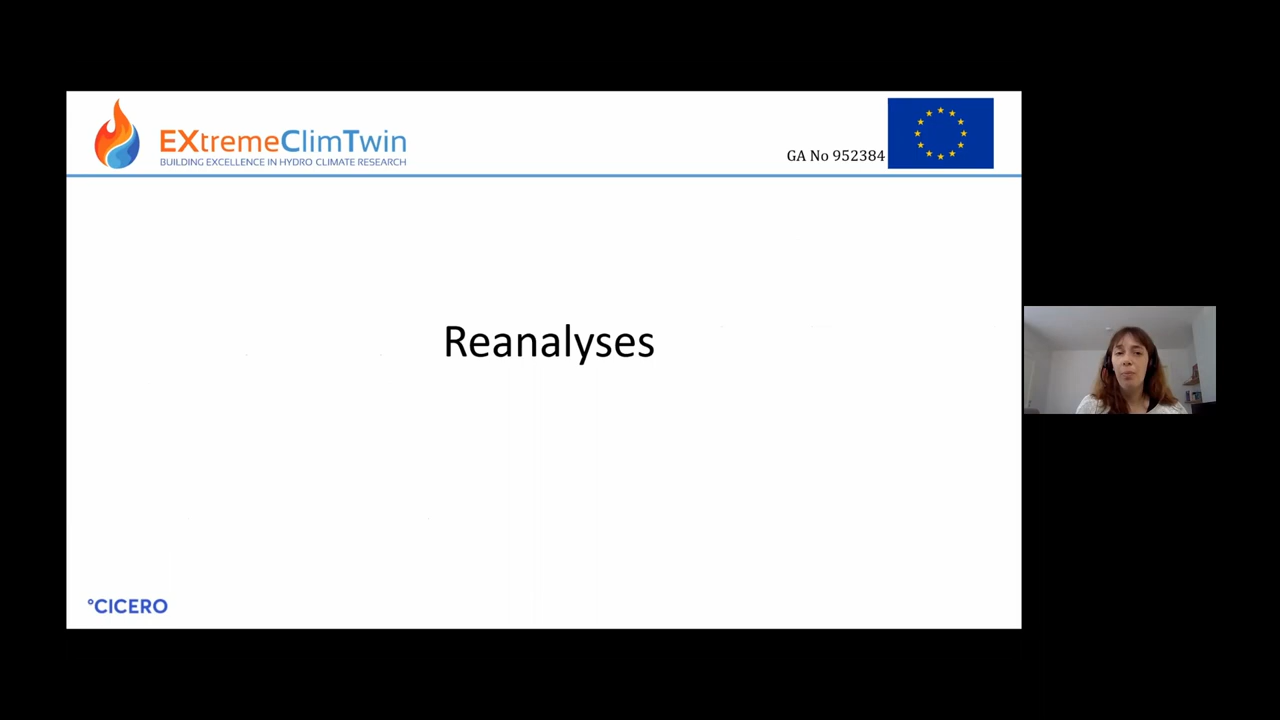 EXtremeClimTwin
BUILDING EXCELLENCE IN HYDRO CLIMATE RESEARCH
GA No 952384
Reanalyses
°CICERO